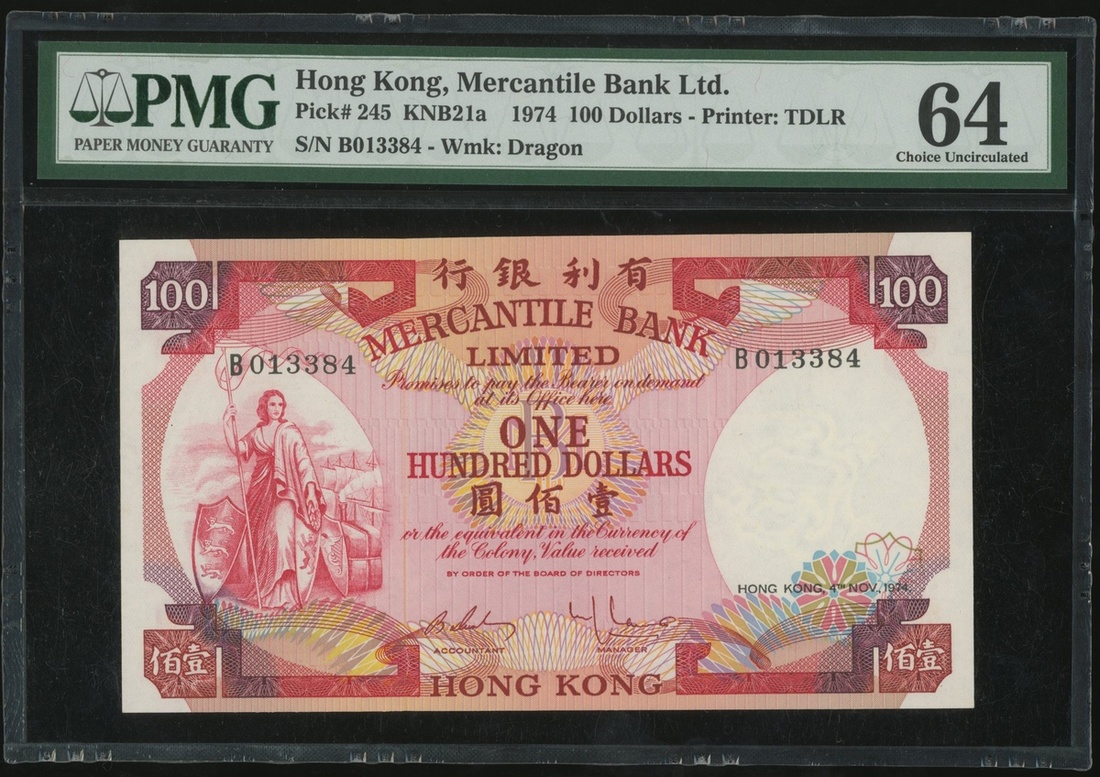 PMG
PAPER MONEY GUARANTY
Hong Kong, Mercantile Bank Ltd.
Pick# 245 KNB21a 1974 100 Dollars - Printer: TDLR
S/N B013384 - Wmk: Dragon
64
Choice Uncirculated
行銀利有
100
100
MERCANTILE BANK
LIMITED
B013384
B013384
Promises to pay the Bearer on demand
at its Office here
ONE
HUNDRED DOLLARS
圓佰壹
or the equivalent in the Currency of
the Colony, Value received
BY ORDER OF THE BOARD OF DIRECTORS
HONG KONG, 4TH NOV., 1974.
ACCOUNTANT
MANAGER
佰壹
佰壹
HONG KONG